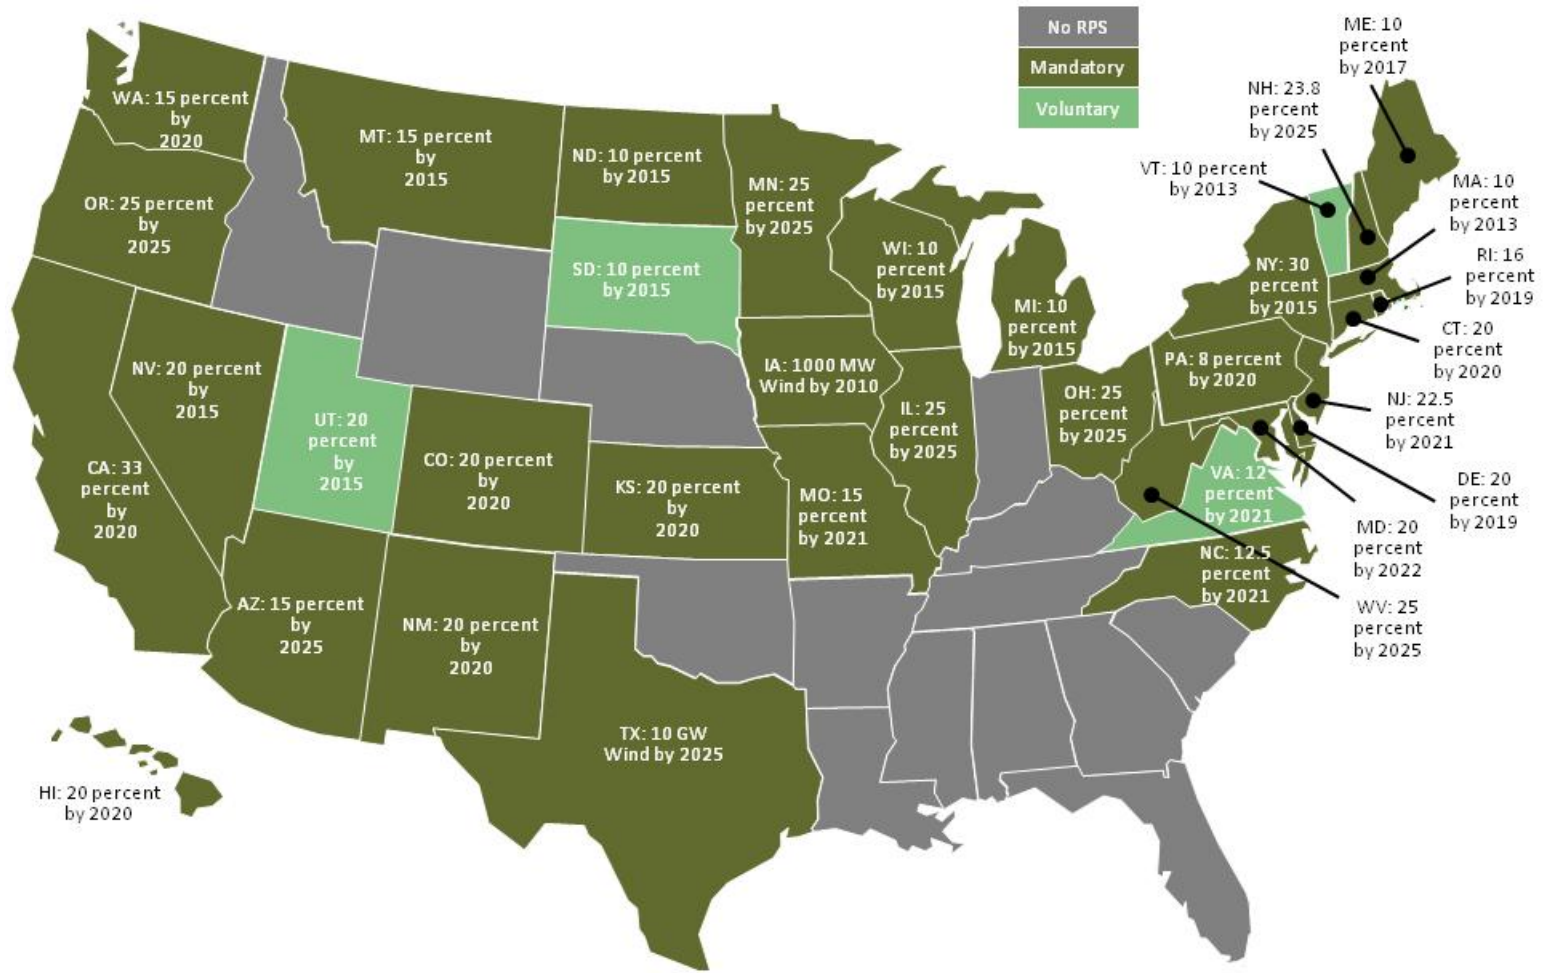 No RPS
Mandatory
Voluntary
ME: 10
percent
by 2017
NH: 23.8
percent
by 2025
VT: 10 percent
by 2013
MA: 10
percent
by 2013
RI: 16
percent
by 2019
CT: 20
percent
by 2020
NJ: 22.5
percent
by 2021
DE: 20
percent
by 2019
MD: 20
percent
by 2022
WV: 25
percent
by 2025
WA: 15 percent
by
2020
MT: 15 percent
by
2015
ND: 10 percent
by 2015
MN: 25
percent
by 2025
OR: 25 percent
by
2025
SD: 10 percent
by 2015
WI: 10
percent
by 2015
MI: 10
percent
by 2015
NY: 30
percent
by 2015
NV: 20 percent
by
2015
UT: 20
percent
by
2015
IA: 1000 MW
Wind by 2010
IL: 25
percent
by 2025
OH: 25
percent
by 2025
PA: 8 percent
by 2020
CA: 33
percent
by
2020
CO: 20 percent
by
2020
KS: 20 percent
by
2020
MO: 15
percent
by 2021
VA: 12
percent
by 2021
NC: 12.5
percent
by 2021
AZ: 15 percent
by
2025
NM: 20 percent
by
2020
TX: 10 GW
Wind by 2025
HI: 20 percent
by 2020